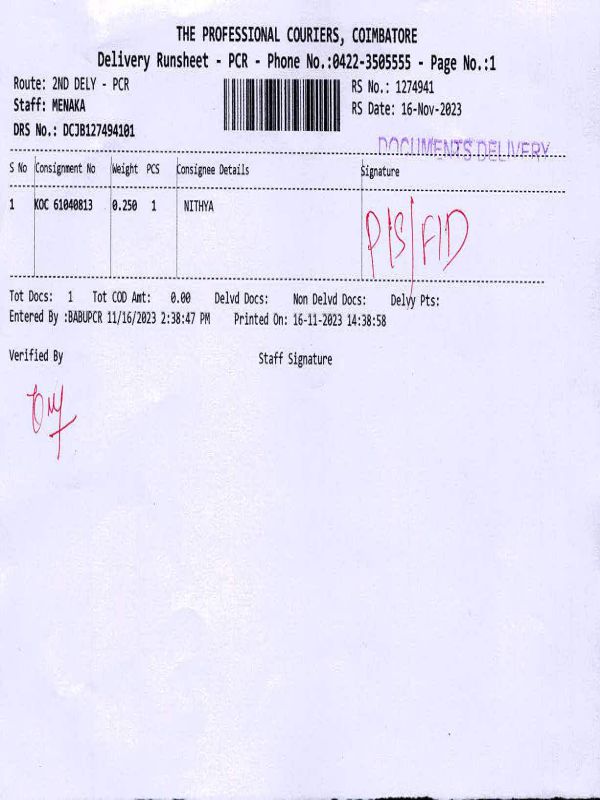 THE PROFESSIONAL COURIERS, COIMBATORE
Delivery Runsheet - PCR - Phone No.:0422-3505555 - Page No.:1
Route: 2ND DELY - PCR RS No.: 1274941
Staff: MENAKA RS Date: 16-Nov-2023
DRS No.: DCJB127494101
DOCUMENTS DELIVERY
S No Consignment No Weight PCS Consignee Details Signature
1 KOC 61040813 0.250 1 NITHYA P/S/FID
Tot Docs: 1 Tot COD Amt: 0.00 Delvd Docs: Non Delvd Docs: Delvy Pts:
Entered By :BABUPCR 11/16/2023 2:38:47 PM Printed On: 16-11-2023 14:38:58
Verified By Staff Signature